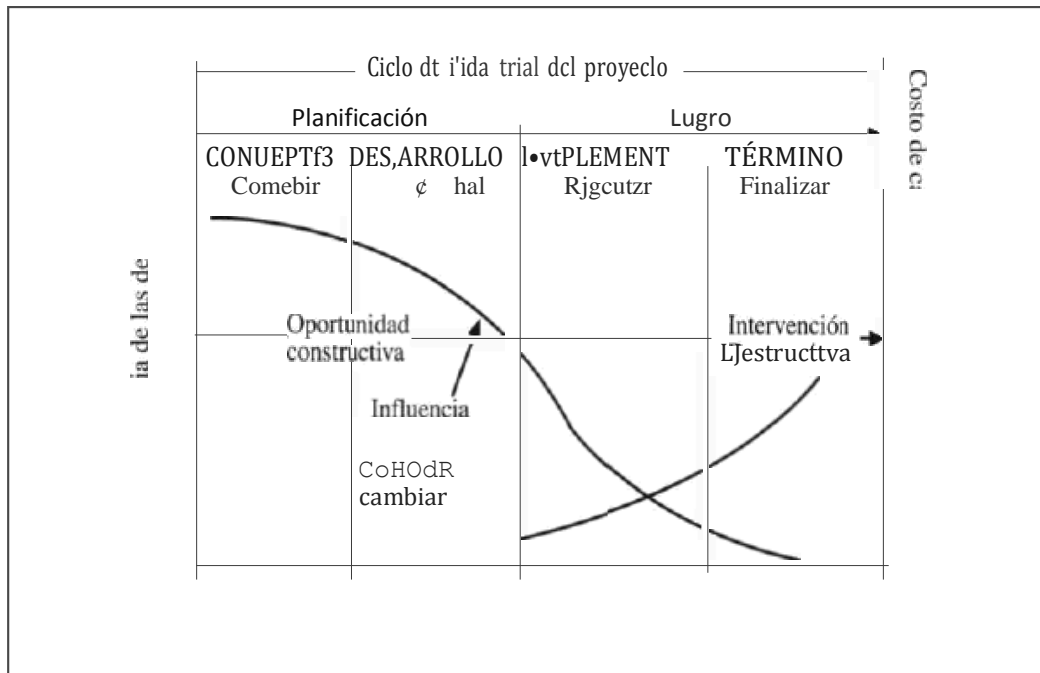 Ciclo dt i'ida trial dcl proyeclo
Planificación Lugro
CONUEPTf3 DES,ARROLLO l•vtPLEMENT TÉRMINO
Comebir ¢ hal Rjgcutzr Finalizar
Costo de ca
ia de las de
Oportunidad
constructiva
Intervención
LJestructtva
Influencia
CoHOdR
cambiar